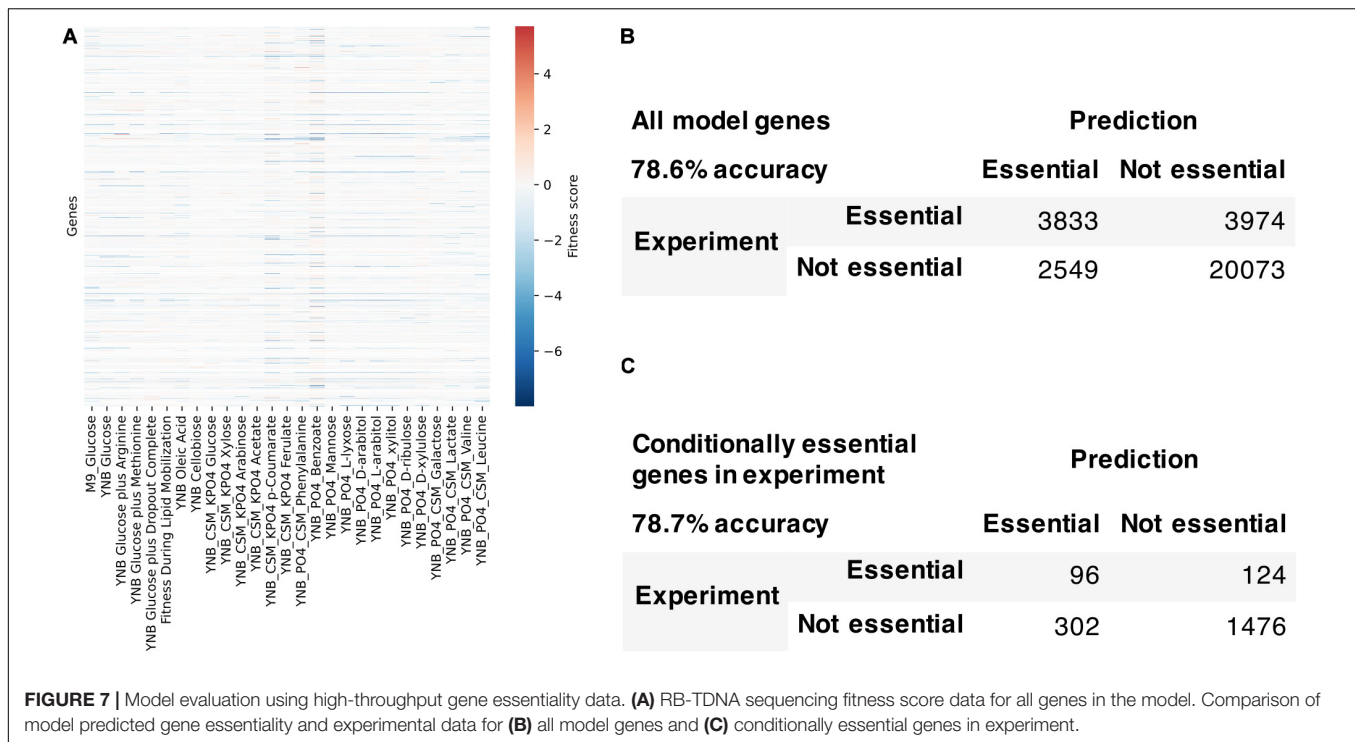 A
Genes
4
2
0
−2
−4
−6
Fitness score
M9_Glucose
YNB Glucose
YNB Glucose plus Arginine
YNB Glucose plus Methionine
YNB Glucose plus Dropout Complete
Fitness During Lipid Mobilization
YNB Oleic Acid
YNB Cellobiose
YNB_CSM_KPO4 Glucose
YNB_CSM_KPO4 Xylose
YNB_CSM_KPO4 Arabinose
YNB_CSM_KPO4 Acetate
YNB_CSM_KPO4 p-Coumarate
YNB_CSM_KPO4 Ferulate
YNB_PO4_CSM_Phenylalanine
YNB_PO4_Benzoate
YNB_PO4_Mannose
YNB_PO4_L-lyxose
YNB_PO4_D-arabitol
YNB_PO4_L-arabitol
YNB_PO4_xylitol
YNB_PO4_D-ribulose
YNB_PO4_D-xylulose
YNB_PO4_CSM_Galactose
YNB_PO4_CSM_Lactate
YNB_PO4_CSM_Valine
YNB_PO4_CSM_Leucine
B
All model genes Prediction
78.6% accuracy Essential Not essential
Experiment
Essential 3833 3974
Not essential 2549 20073
C
Conditionally essential
genes in experiment Prediction
78.7% accuracy Essential Not essential
Experiment
Essential 96 124
Not essential 302 1476
FIGURE 7 | Model evaluation using high-throughput gene essentiality data. (A) RB-TDNA sequencing fitness score data for all genes in the model. Comparison of
model predicted gene essentiality and experimental data for (B) all model genes and (C) conditionally essential genes in experiment.